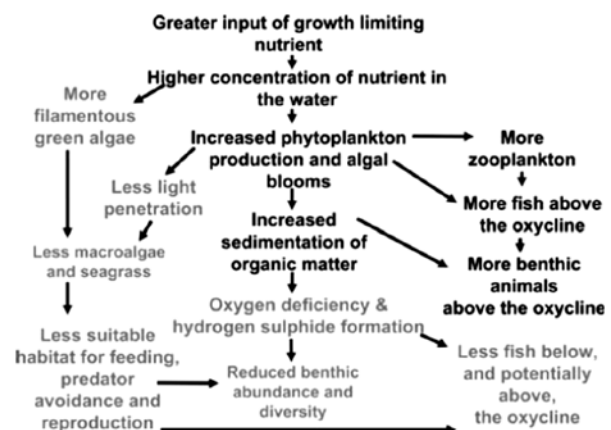 Greater input of growth limiting
nutrient
Higher concentration of nutrient in
the water
More
filamentous
green algae
Increased phytoplankton
production and algal
blooms
More
zooplankton
Less light
penetration
More fish above
the oxycline
Increased
sedimentation of
organic matter
Less macroalgae
and seagrass
More benthic
animals
above the oxycline
Oxygen deficiency &
hydrogen sulphide formation
Less suitable
habitat for feeding,
predator
avoidance and
reproduction
Reduced benthic
abundance and
diversity
Less fish below,
and potentially
above,
the oxycline